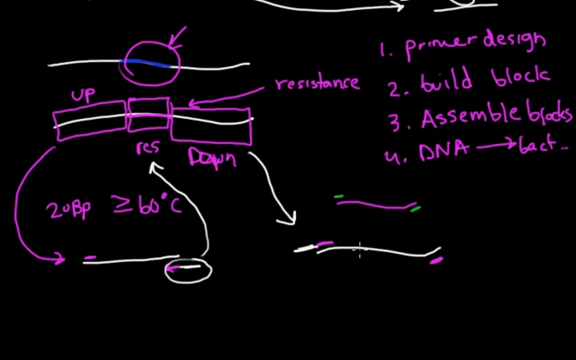 1. primer design
resistance
up
2. build block
3. Assemble blocks
res
Down
4. DNA → bact -
20Bp ≥ 60°C